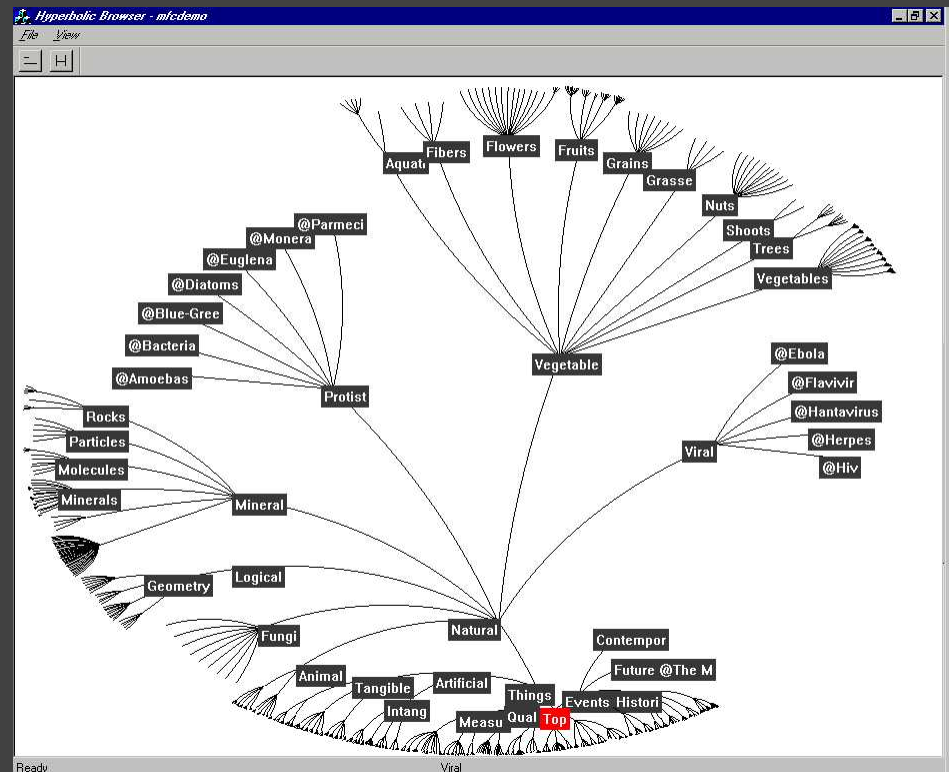 Hyperbolic Browser - mfcdemo
File View
Aquati
Fibers
Flowers
Fruits
Grains
Grasse
Nuts
Shoots
Trees
Vegetables
@Parmeci
@Monera
@Euglena
@Diatoms
@Blue-Gree
@Bacteria
@Amoebas
Protist
Vegetable
@Ebola
@Flavivir
@Hantavirus
@Herpes
@Hiv
Viral
Rocks
Particles
Molecules
Minerals
Mineral
Logical
Geometry
Fungi
Natural
Contempor
Future @The M
Animal
Tangible
Artificial
Intang
Things
Events Histori
Measu
Qual
Top
Ready
Viral